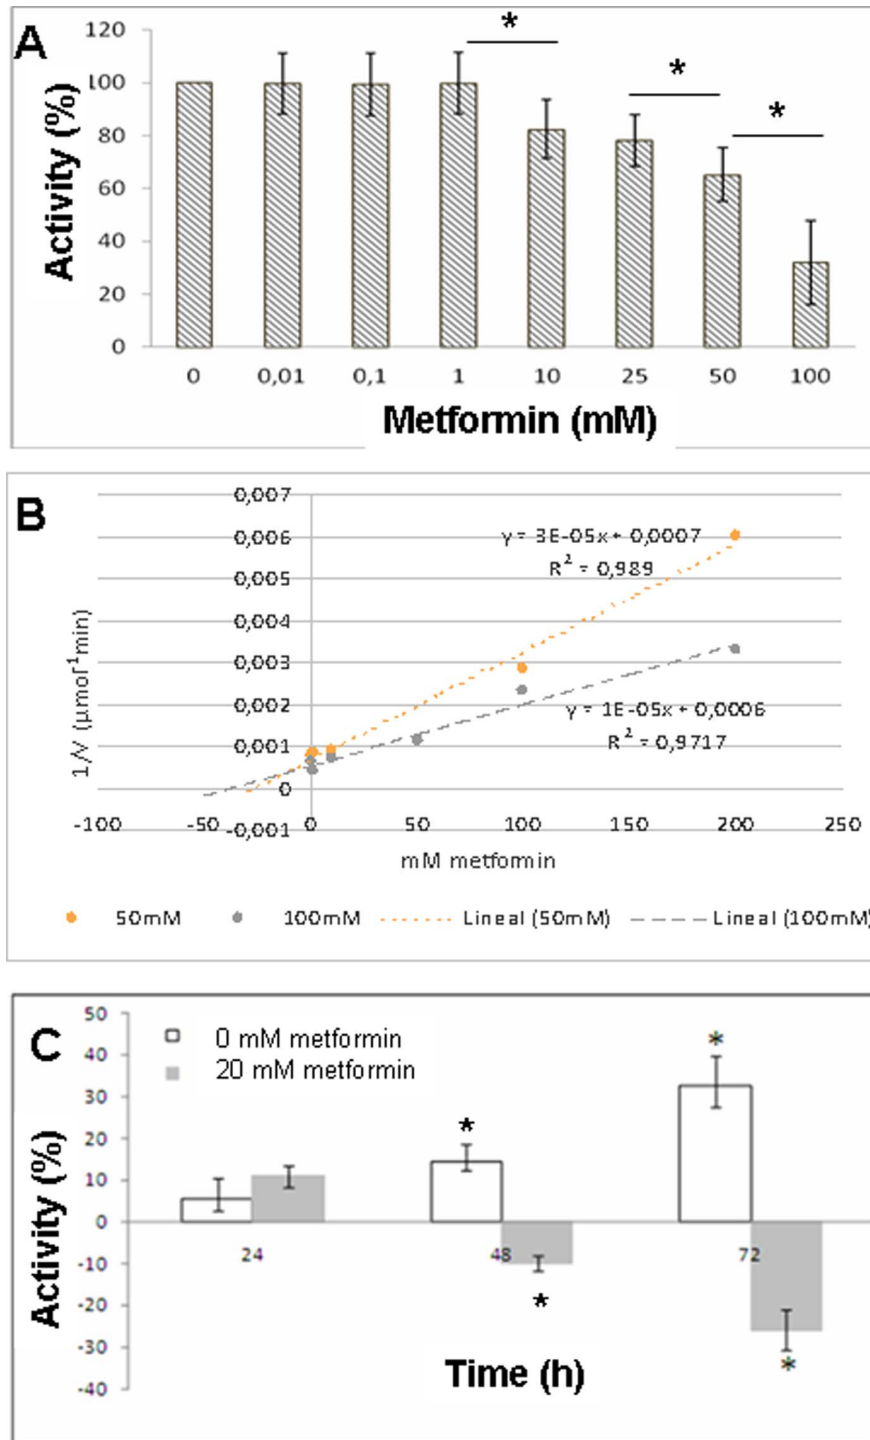 A
Activity (%)
120
100
80
60
40
20
0
*
*
*
0 0,01 0,1 1 10 25 50 100
Metformin (mM)
B
1/V (µmol⁻¹min)
0,007
0,006
0,005
0,004
0,003
0,002
0,001
0
-0,001
y = 3E-05x + 0,0007
R² = 0,989
y = 1E-05x + 0,0006
R² = 0,9717
-100 -50 0 50 100 150 200 250
mM metformin
50mM 100mM Lineal (50mM) Lineal (100mM)
C
Activity (%)
50
40
30
20
10
0
-10
-20
-30
-40
0 mM metformin
20 mM metformin
*
*
24 48 72
*
*
Time (h)